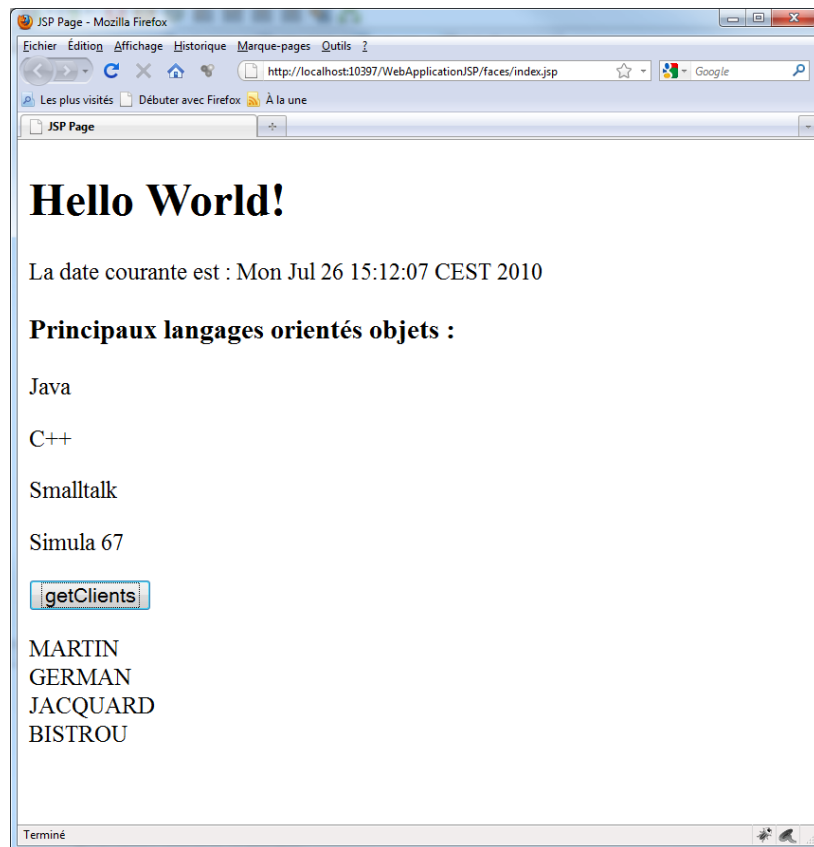 JSP Page - Mozilla Firefox
Fichier Édition Affichage Historique Marque-pages Outils ?
http://localhost:10397/WebApplicationJSP/faces/index.jsp Google
Les plus visités Débuter avec Firefox À la une
JSP Page
Hello World!
La date courante est : Mon Jul 26 15:12:07 CEST 2010
Principaux langages orientés objets :
Java
C++
Smalltalk
Simula 67
getClients
MARTIN
GERMAN
JACQUARD
BISTROU
Terminé